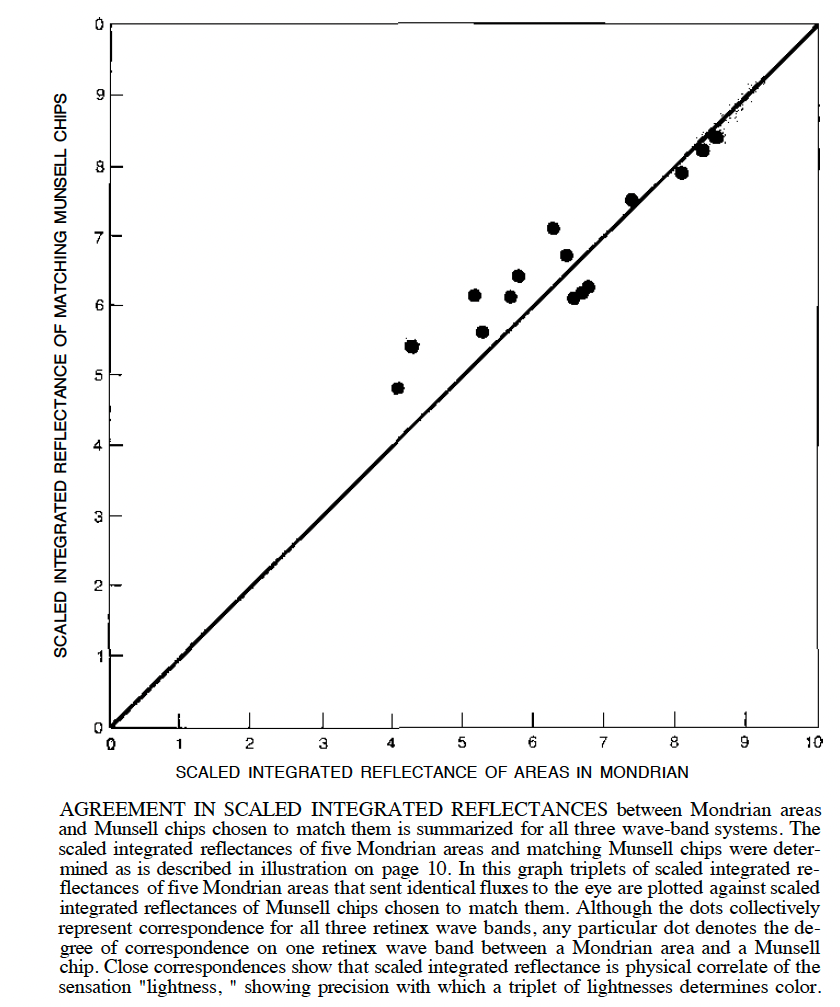 0
9
8
7
6
5
4
3
2
1
0
SCALED INTEGRATED REFLECTANCE OF MATCHING MUNSELL CHIPS
0 1 2 3 4 5 6 7 8 9 10
SCALED INTEGRATED REFLECTANCE OF AREAS IN MONDRIAN
AGREEMENT IN SCALED INTEGRATED REFLECTANCES between Mondrian areas
and Munsell chips chosen to match them is summarized for all three wave-band systems. The
scaled integrated reflectances of five Mondrian areas and matching Munsell chips were deter-
mined as is described in illustration on page 10. In this graph triplets of scaled integrated re-
flectances of five Mondrian areas that sent identical fluxes to the eye are plotted against scaled
integrated reflectances of Munsell chips chosen to match them. Although the dots collectively
represent correspondence for all three retinex wave bands, any particular dot denotes the de-
gree of correspondence on one retinex wave band between a Mondrian area and a Munsell
chip. Close correspondences show that scaled integrated reflectance is physical correlate of the
sensation "lightness, " showing precision with which a triplet of lightnesses determines color.